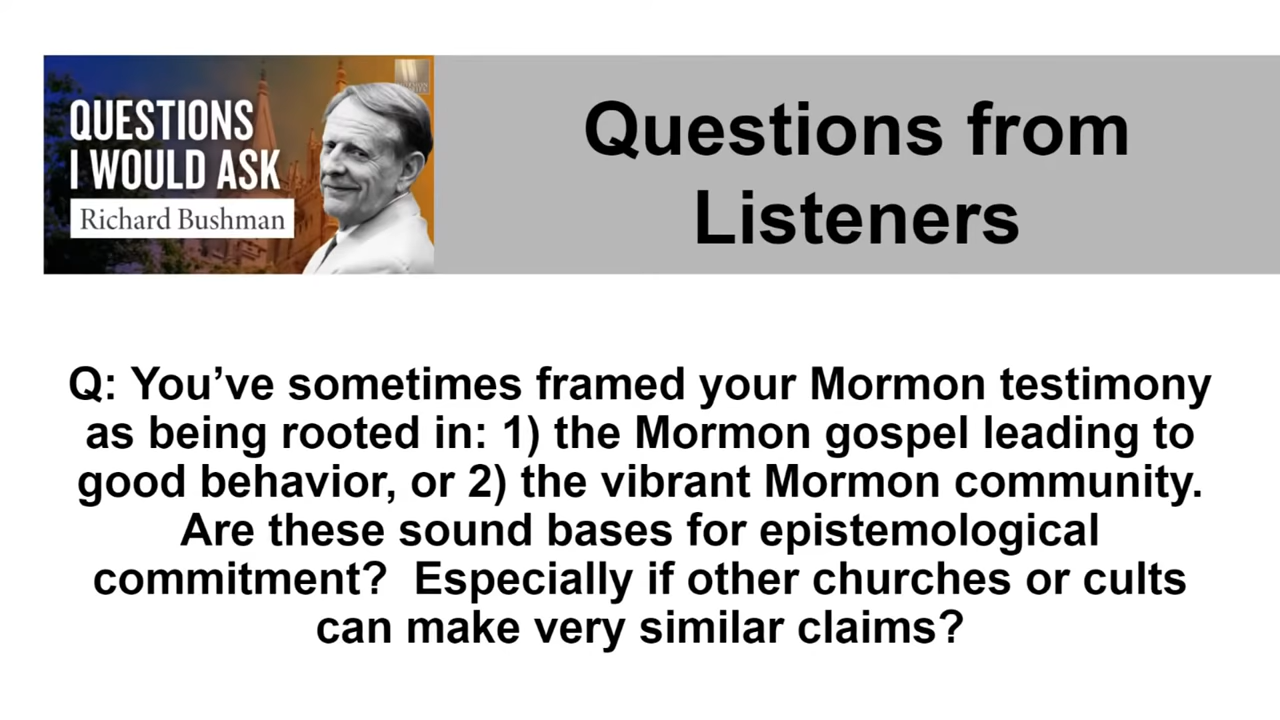 QUESTIONS
I WOULD ASK
Richard Bushman
Questions from
Listeners
Q: You’ve sometimes framed your Mormon testimony
as being rooted in: 1) the Mormon gospel leading to
good behavior, or 2) the vibrant Mormon community.
Are these sound bases for epistemological
commitment?  Especially if other churches or cults
can make very similar claims?